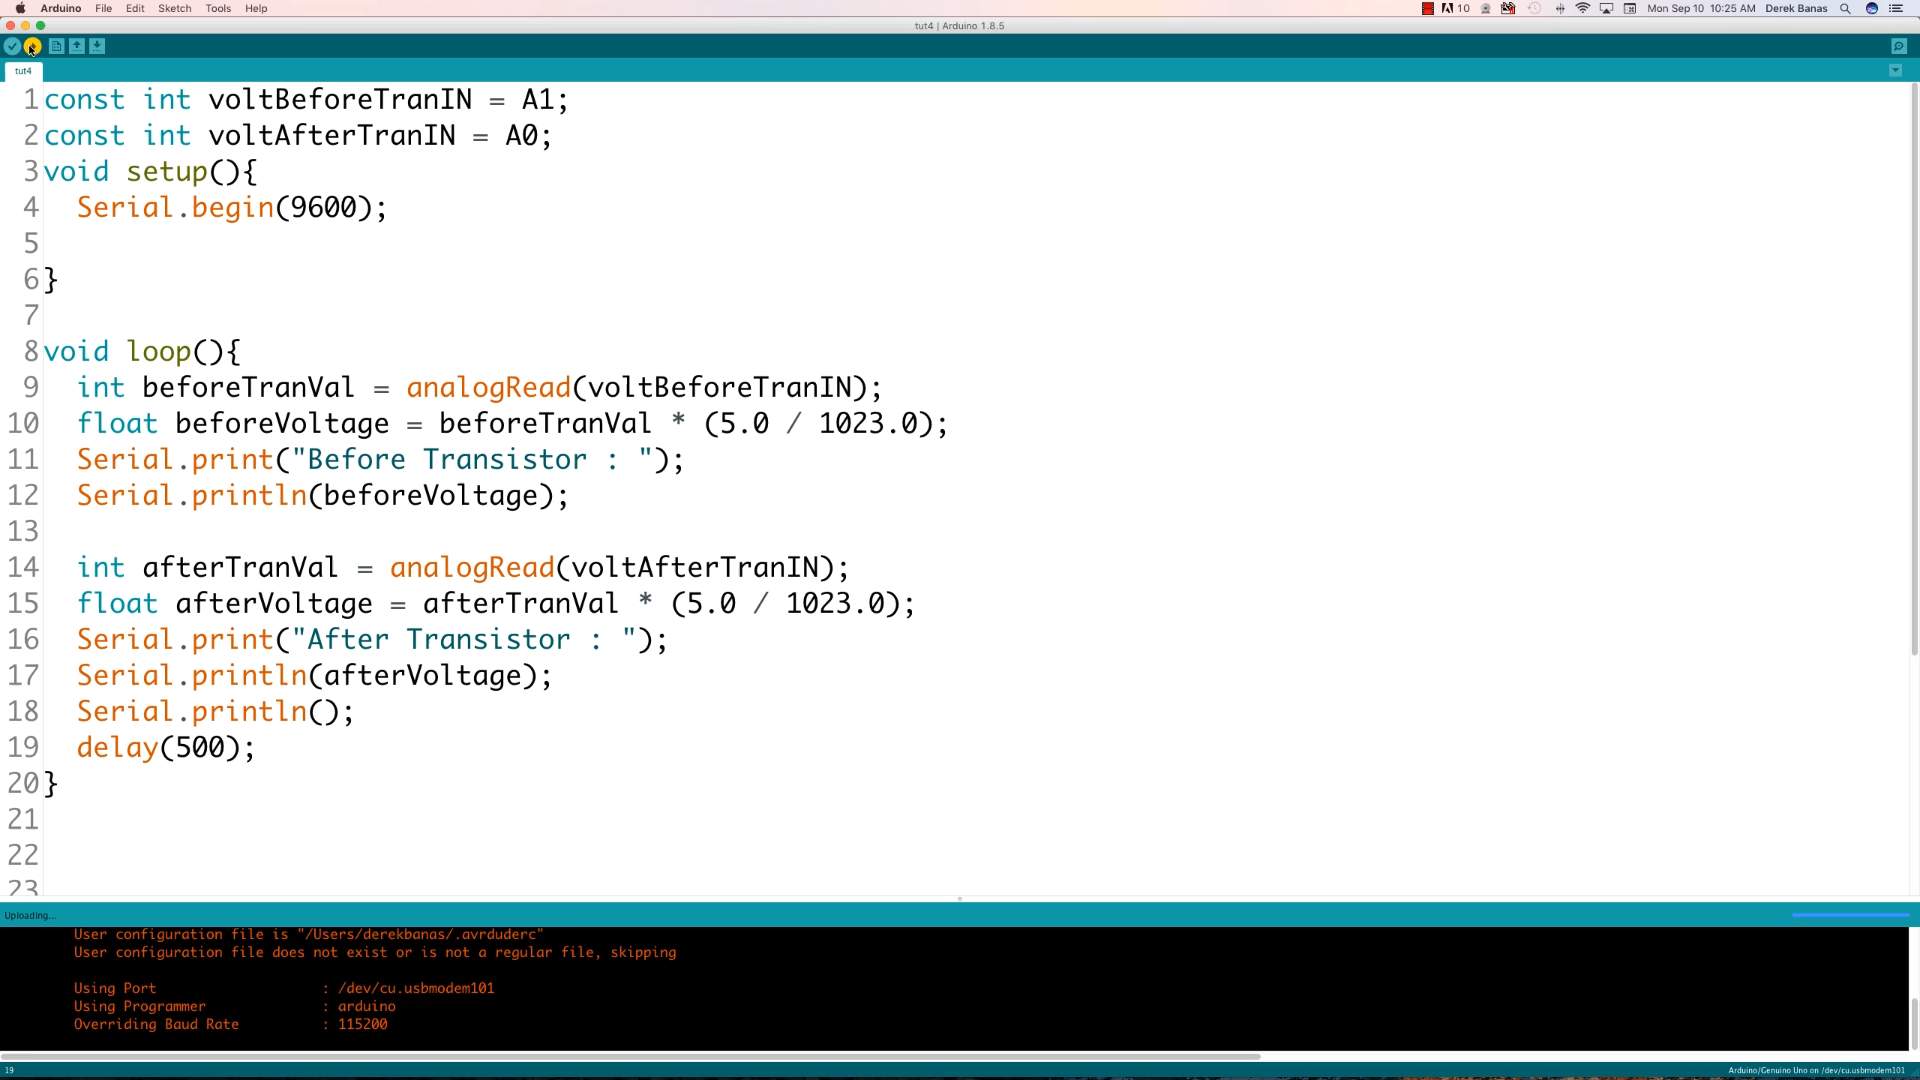 Arduino File Edit Sketch Tools Help 10 Mon Sep 10 10:25 AM Derek Banas
tut4 | Arduino 1.8.5
tut4
1 const int voltBeforeTranIN = A1;
2 const int voltAfterTranIN = A0;
3 void setup(){
4 Serial.begin(9600);
5
6 }
7
8 void loop(){
9 int beforeTranVal = analogRead(voltBeforeTranIN);
10 float beforeVoltage = beforeTranVal * (5.0 / 1023.0);
11 Serial.print("Before Transistor : ");
12 Serial.println(beforeVoltage);
13
14 int afterTranVal = analogRead(voltAfterTranIN);
15 float afterVoltage = afterTranVal * (5.0 / 1023.0);
16 Serial.print("After Transistor : ");
17 Serial.println(afterVoltage);
18 Serial.println();
19 delay(500);
20 }
21
22
23
Uploading...
User configuration file is "/Users/derekbanas/.avrduderc"
User configuration file does not exist or is not a regular file, skipping
Using Port : /dev/cu.usbmodem101
Using Programmer : arduino
Overriding Baud Rate : 115200
19 Arduino/Genuino Uno on /dev/cu.usbmodem101